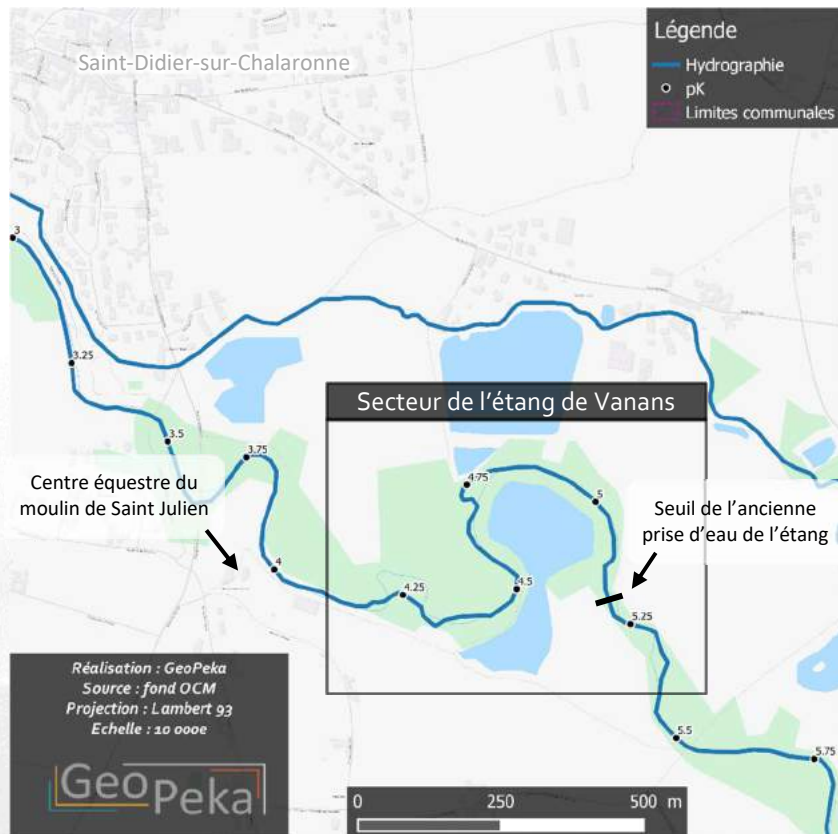 Saint-Didier-sur-Chalaronne
Légende
Hydrographie
pK
Limites communales
3
3.25
3.5
3.75
Secteur de l'étang de Vanans
4.75
5
Centre équestre du
moulin de Saint Julien
Seuil de l'ancienne
prise d'eau de l'étang
4
4.25
4.5
5.25
5.5
5.75
Réalisation : GeoPeka
Source : fond OCM
Projection : Lambert 93
Echelle : 10 000e
GeoPeka
0 250 500 m